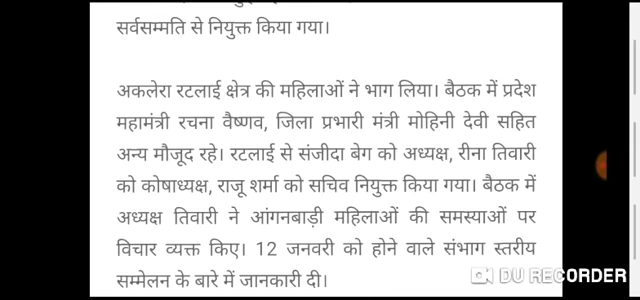 सर्वसम्मति से नियुक्त किया गया।
अकलेरा रटलाई क्षेत्र की महिलाओं ने भाग लिया। बैठक में प्रदेश
महामंत्री रचना वैष्णव, जिला प्रभारी मंत्री मोहिनी देवी सहित
अन्य मौजूद रहे। रटलाई से संजीदा बेग को अध्यक्ष, रीना तिवारी
को कोषाध्यक्ष, राजू शर्मा को सचिव नियुक्त किया गया। बैठक में
अध्यक्ष तिवारी ने आंगनबाड़ी महिलाओं की समस्याओं पर
विचार व्यक्त किए। 12 जनवरी को होने वाले संभाग स्तरीय
सम्मेलन के बारे में जानकारी दी।
DU RECORDER